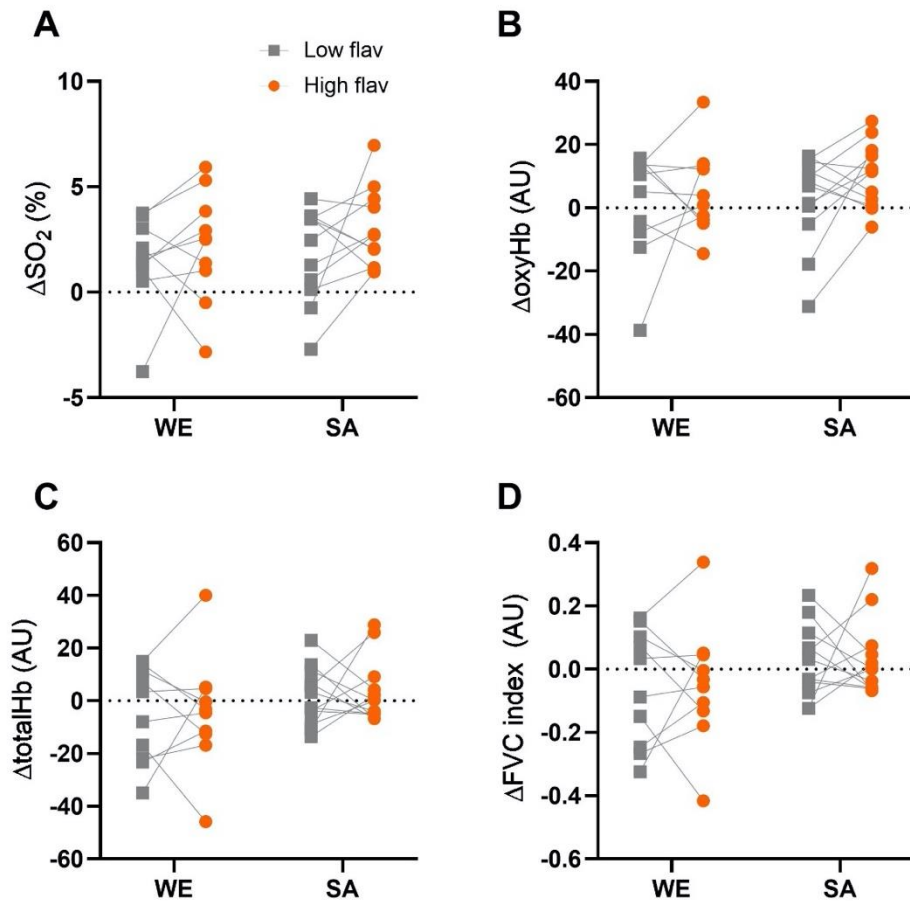 A
Low flav
High flav
ΔSO₂ (%)
10
5
0
-5
WE
SA
B
ΔoxyHb (AU)
40
20
0
-20
-40
-60
WE
SA
C
ΔtotalHb (AU)
60
40
20
0
-20
-40
-60
WE
SA
D
ΔFVC index (AU)
0.4
0.2
0.0
-0.2
-0.4
-0.6
WE
SA